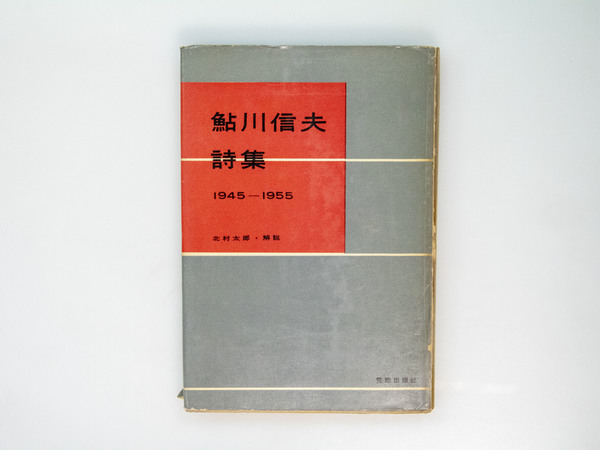 鮎川信夫
詩集
1945―1955
北村太郎・解説
荒地出版社